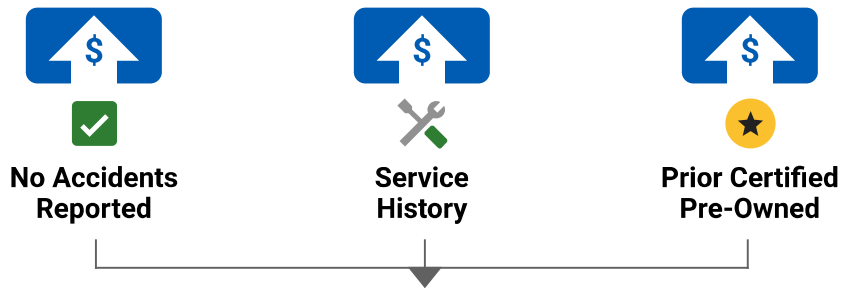 $
$
$
No Accidents
Reported
Service
History
Prior Certified
Pre-Owned